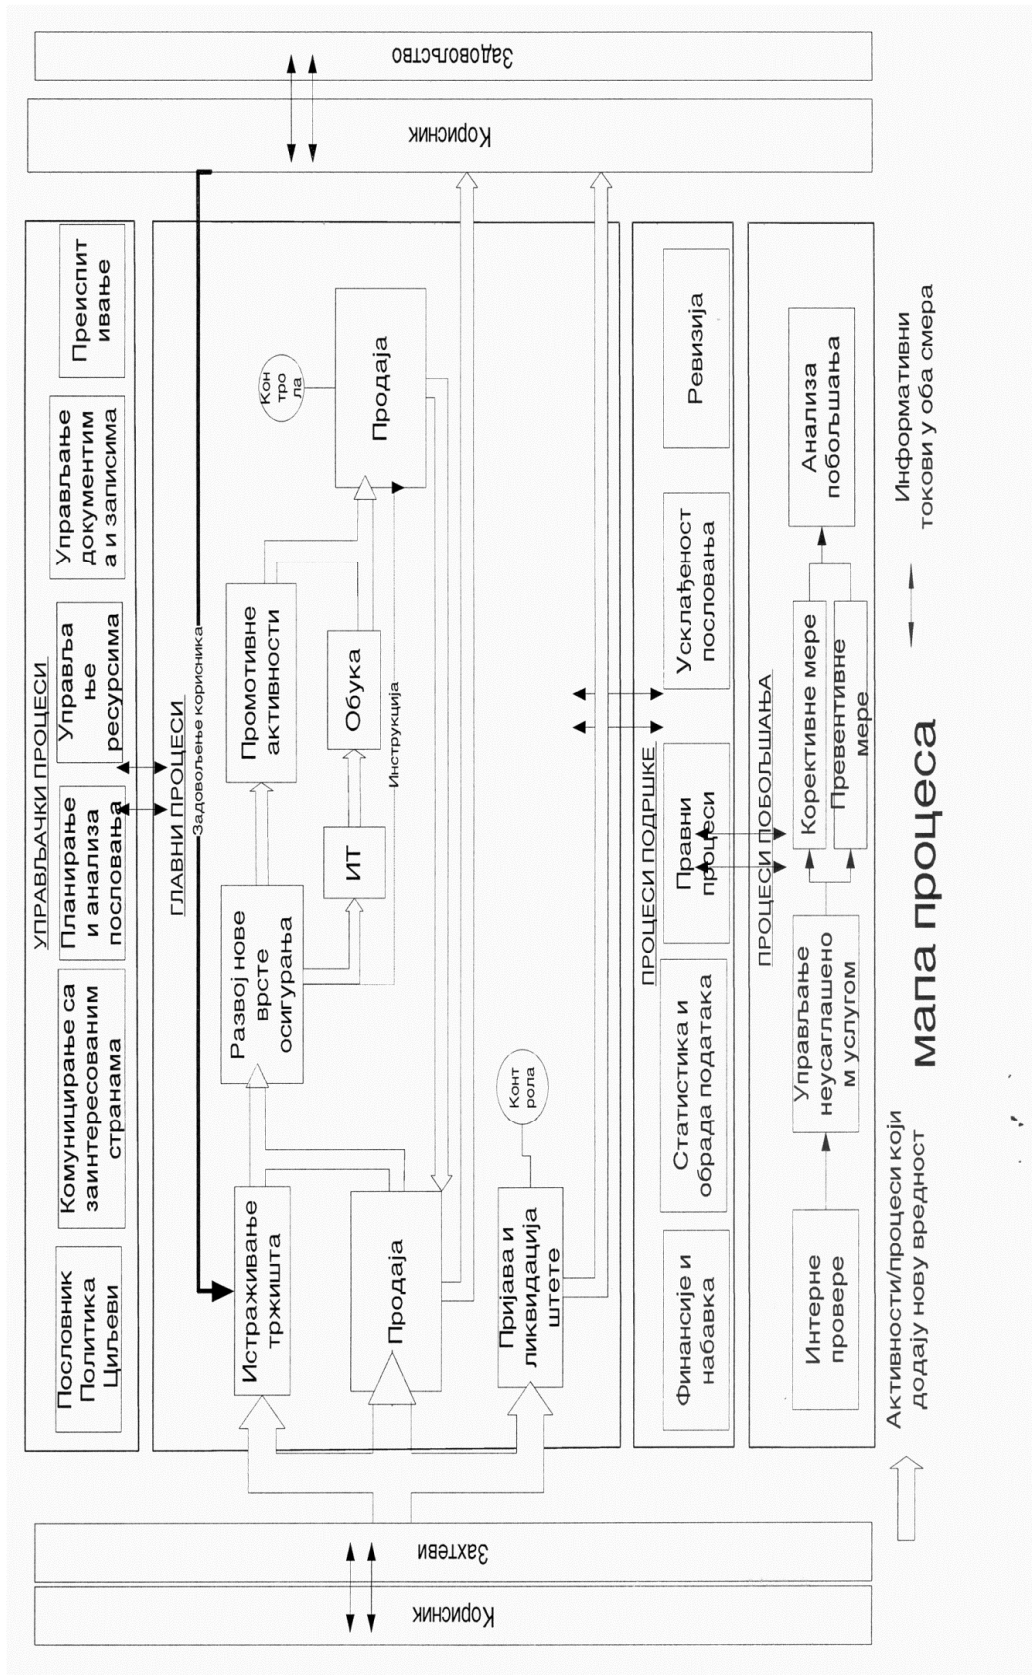 Корисник
Захтеви
УПРАВЉАЧКИ ПРОЦЕСИ
Пословник
Политика
Циљеви
Комуницирање са
заинтересованим
странама
Планирање
и анализа
пословања
Управља
ње
ресурсима
Управљање
документим
а и записима
Преиспит
ивање
ГЛАВНИ ПРОЦЕСИ
Задовољење корисника
Истраживање
тржишта
Продаја
Пријава и
ликвидација
штете
Конт
рола
Развој нове
врсте
осигурања
ИТ
Обука
Инструкција
Промотивне
активности
Продаја
Кон
тро
ла
ПРОЦЕСИ ПОДРШКЕ
Финансије и
набавка
Статистика и
обрада података
Правни
процеси
Усклађеност
пословања
Ревизија
ПРОЦЕСИ ПОБОЉШАЊА
Интерне
провере
Управљање
неусаглашено
м услугом
Корективне мере
Превентивне
мере
Анализа
побољшања
Корисник
Задовољство
Активности/процеси који
додају нову вредност
мапа процеса
Информативни
токови у оба смера